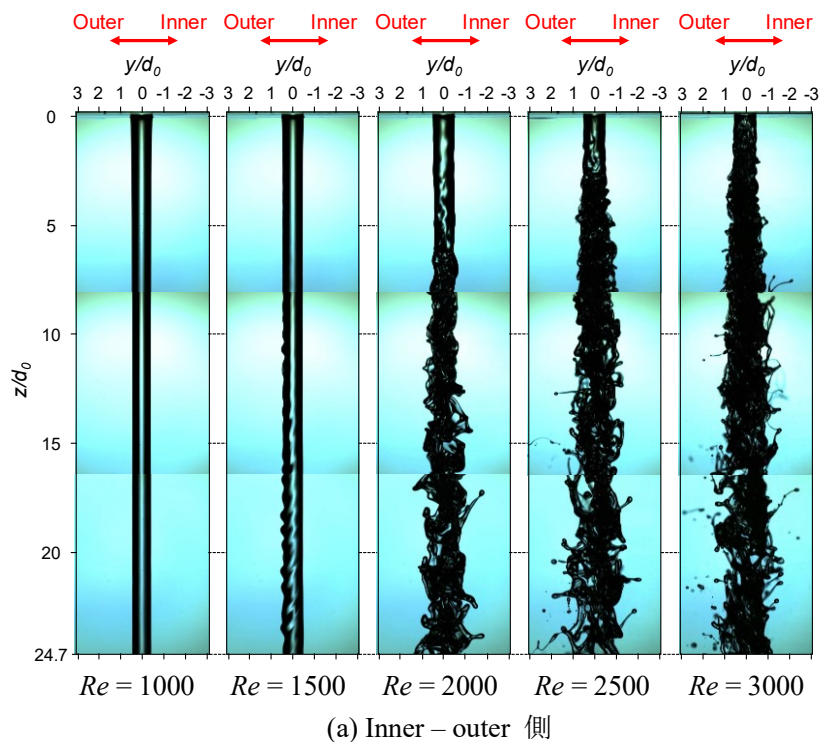 Outer Inner Outer Inner Outer Inner Outer Inner Outer Inner
y/d₀ y/d₀ y/d₀ y/d₀ y/d₀
3 2 1 0 -1 -2 -3 3 2 1 0 -1 -2 -3 3 2 1 0 -1 -2 -3 3 2 1 0 -1 -2 -3 3 2 1 0 -1 -2 -3
0
5
10
z/d₀
15
20
24.7
Re = 1000 Re = 1500 Re = 2000 Re = 2500 Re = 3000
(a) Inner – outer 側